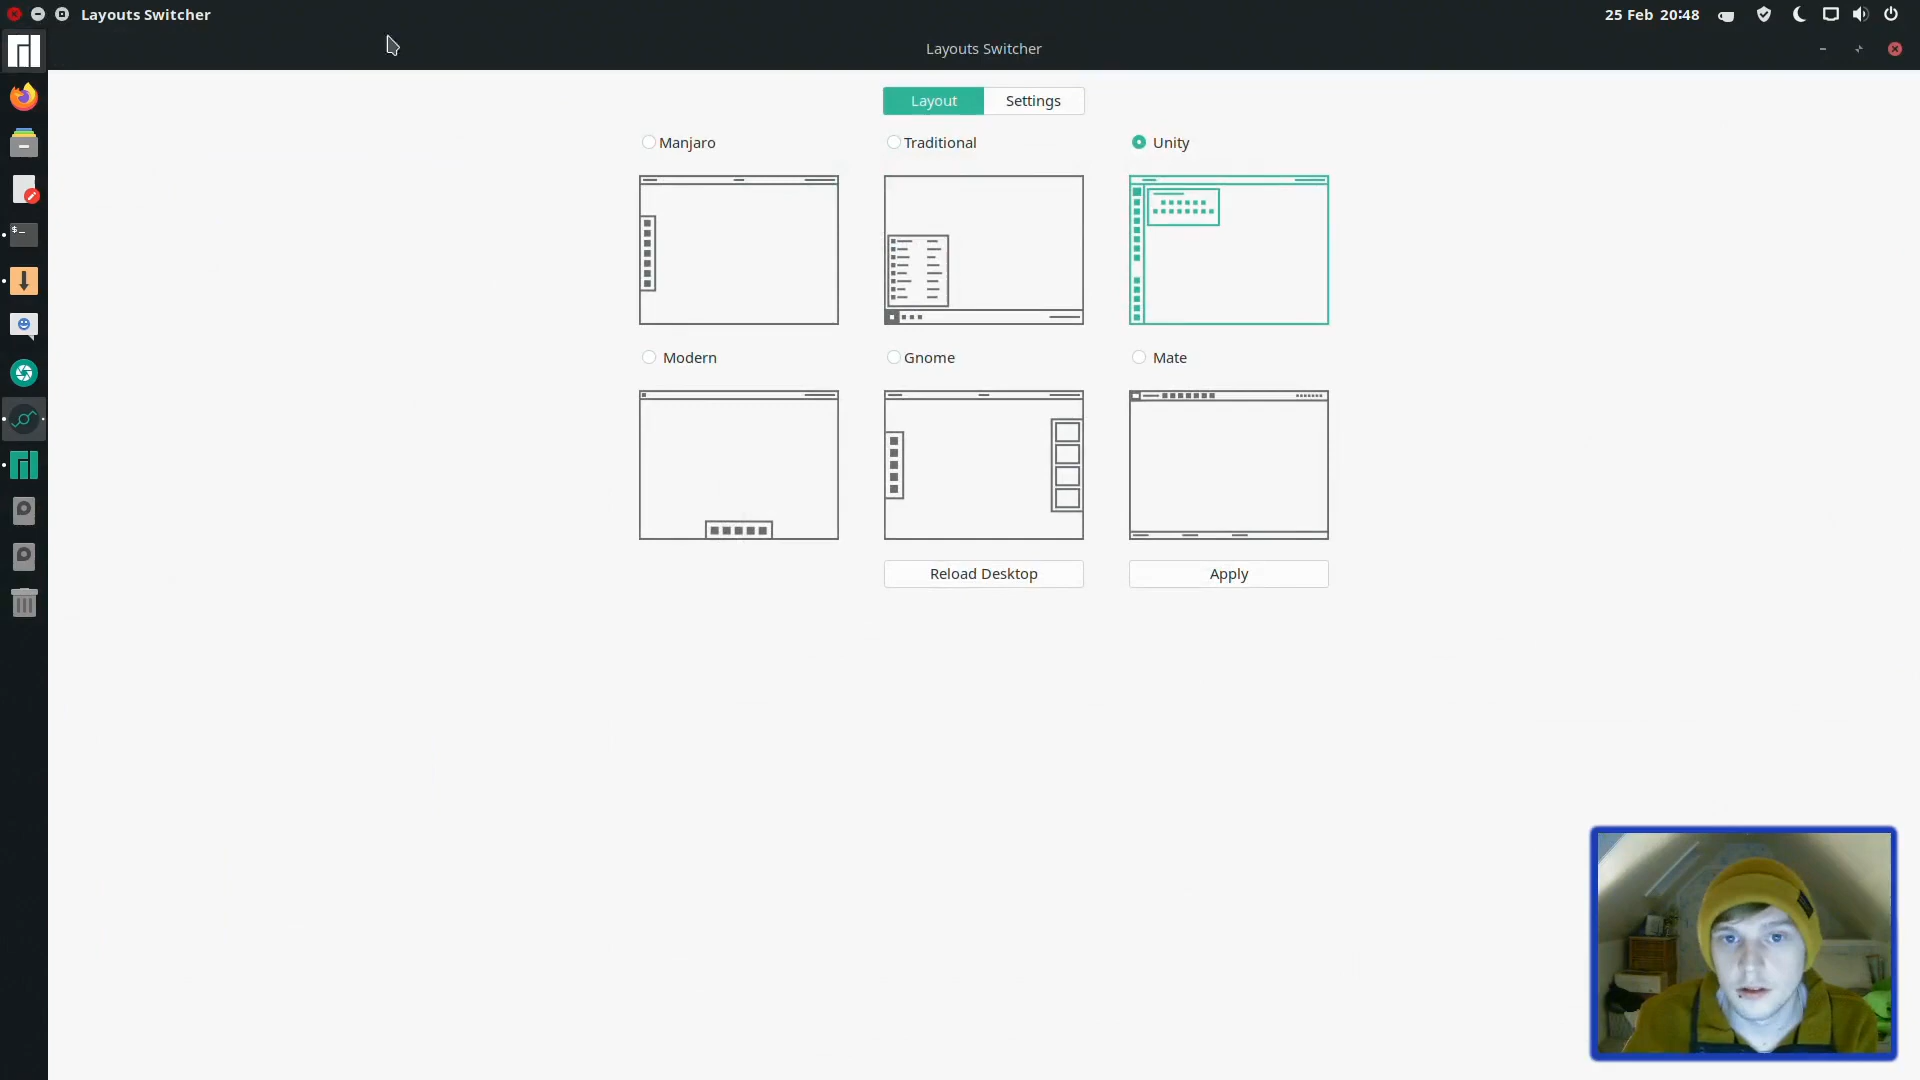 Layouts Switcher
25 Feb 20:48
Layouts Switcher
Layout Settings
Manjaro Traditional Unity
Modern Gnome Mate
Reload Desktop Apply
$_